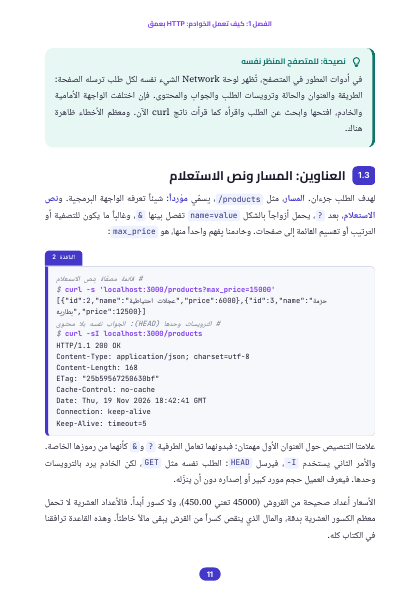 الفصل 1: كيف تعمل الخوادم: HTTP بعمق
نصيحة: للمتصفح المنظر نفسه
في أدوات المطور في المتصفح، تُظهر لوحة Network الشيء نفسه لكل طلب ترسله الصفحة:
الطريقة والعنوان والحالة وترويسات الطلب والجواب والمحتوى. فإن اختلفت الواجهة الأمامية
والخادم، افتحها وابحث عن الطلب واقرأه كما قرأت ناتج curl الآن. ومعظم الأخطاء ظاهرة
هناك.
1.3 العناوين: المسار ونص الاستعلام
لهدف الطلب جزءان. المسار، مثل /products، يسمّي مورداً: شيئاً تعرفه الواجهة البرمجية. ونص
الاستعلام، بعد ?، يحمل أزواجاً بالشكل name=value تفصل بينها &، وغالباً ما يكون للتصفية أو
الترتيب أو تقسيم القائمة إلى صفحات. وخادمنا يفهم واحداً منها، هو max_price:
النافذة 2
# قائمة مصفّاة بنص الاستعلام
$ curl -s 'localhost:3000/products?max_price=15000'
[{"id":2,"name":"عجلات احتياطية","price":6000},{"id":3,"name":"حزمة
بطارية","price":12500}]
# الترويسات وحدها (HEAD): الجواب نفسه بلا محتوى
$ curl -sI localhost:3000/products
HTTP/1.1 200 OK
Content-Type: application/json; charset=utf-8
Content-Length: 168
ETag: "25b59567250630bf"
Cache-Control: no-cache
Date: Thu, 19 Nov 2026 18:42:41 GMT
Connection: keep-alive
Keep-Alive: timeout=5
علامتا التنصيص حول العنوان الأول مهمتان: فبدونهما تعامل الطرفية ? و & كأنهما من رموزها الخاصة.
والأمر الثاني يستخدم -I، فيرسل HEAD: الطلب نفسه مثل GET، لكن الخادم يرد بالترويسات
وحدها. فيعرف العميل حجم مورد كبير أو إصداره دون أن ينزّله.
الأسعار أعداد صحيحة من القروش (45000 تعني 450.00)، ولا كسور أبداً. فالأعداد العشرية لا تحمل
معظم الكسور العشرية بدقة، والمال الذي ينقص كسراً من القرش يبقى مالاً خاطئاً. وهذه القاعدة ترافقنا
في الكتاب كله.
11